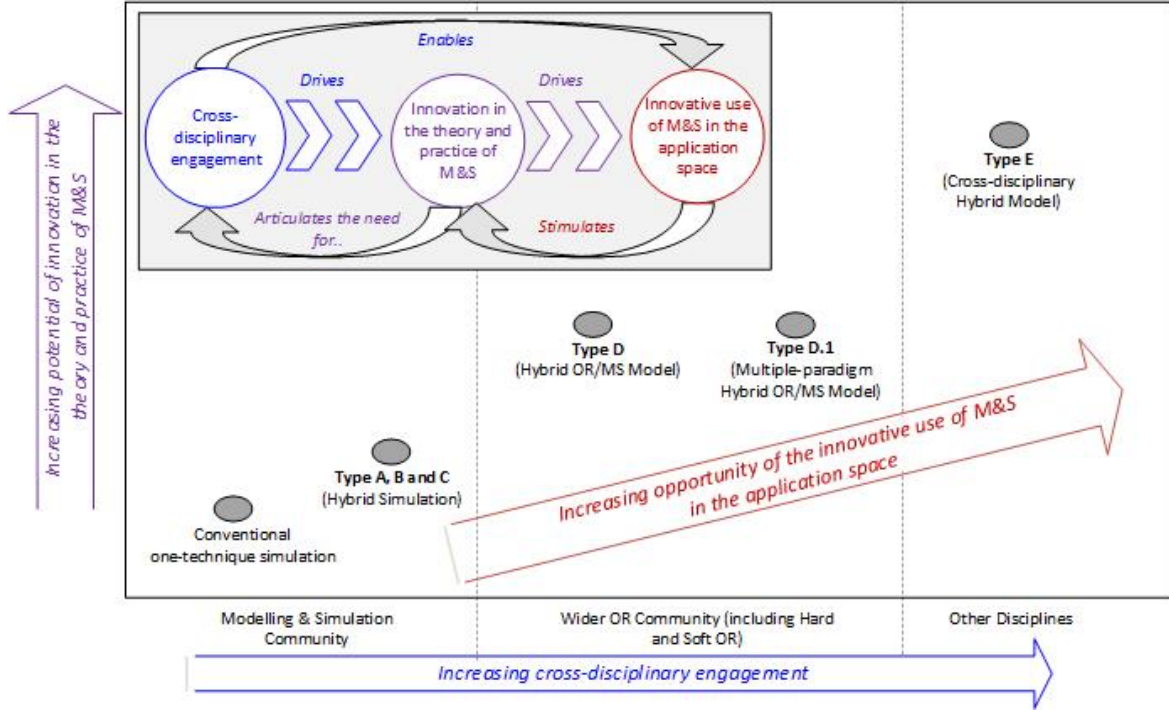 Increasing potential of innovation in the
theory and practice of M&S
Enables
Cross-
disciplinary
engagement
Drives
Innovation in
the theory and
practice of
M&S
Drives
Innovative use
of M&S in the
application
space
Articulates the need
for..
Stimulates
Type E
(Cross-disciplinary
Hybrid Model)
Type D
(Hybrid OR/MS Model)
Type D.1
(Multiple-paradigm
Hybrid OR/MS Model)
Type A, B and C
(Hybrid Simulation)
Conventional
one-technique simulation
Increasing opportunity of the innovative use of M&S
in the application space
Modelling & Simulation
Community
Wider OR Community (including Hard
and Soft OR)
Other Disciplines
Increasing cross-disciplinary engagement